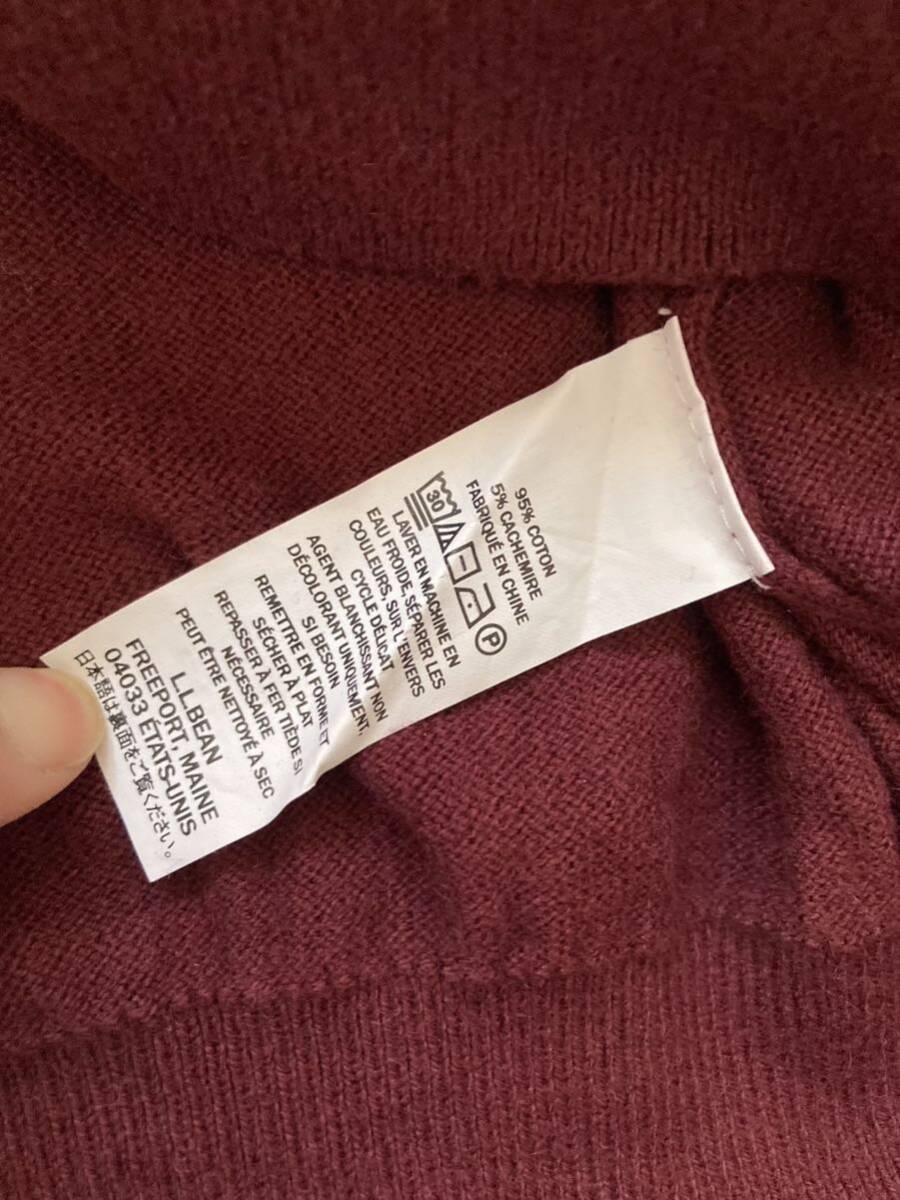 95% COTON
5% CACHEMIRE
FABRIQUÉ EN CHINE
30 P
LAVER EN MACHINE EN
EAU FROIDE, SÉPARER LES
COULEURS, SUR L'ENVERS
CYCLE DÉLICAT
AGENT BLANCHISSANT NON
DÉCOLORANT UNIQUEMENT,
SI BESOIN
REMETTRE EN FORME ET
SÉCHER À PLAT
REPASSER À FER TIÈDE SI
NÉCESSAIRE
PEUT ÊTRE NETTOYÉ À SEC
L.L.BEAN
FREEPORT, MAINE
04033 ÉTATS-UNIS
日本語は裏面をご覧ください。